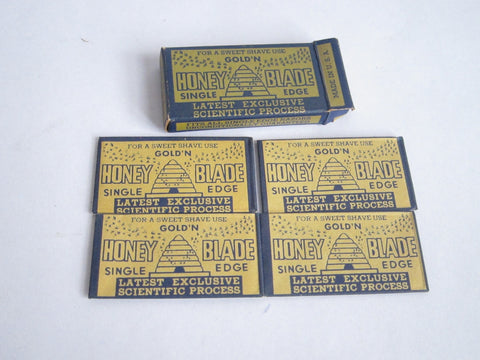 FOR A SWEET SHAVE USE
GOLD'N
HONEY BLADE
SINGLE EDGE
LATEST EXCLUSIVE
SCIENTIFIC PROCESS
MADE IN U.S.A.
FOR A SWEET SHAVE USE
GOLD'N
HONEY BLADE
SINGLE EDGE
LATEST EXCLUSIVE
SCIENTIFIC PROCESS
FOR A SWEET SHAVE USE
GOLD'N
HONEY BLADE
SINGLE EDGE
LATEST EXCLUSIVE
SCIENTIFIC PROCESS
FOR A SWEET SHAVE USE
GOLD'N
HONEY BLADE
SINGLE EDGE
LATEST EXCLUSIVE
SCIENTIFIC PROCESS
FOR A SWEET SHAVE USE
GOLD'N
HONEY BLADE
SINGLE EDGE
LATEST EXCLUSIVE
SCIENTIFIC PROCESS